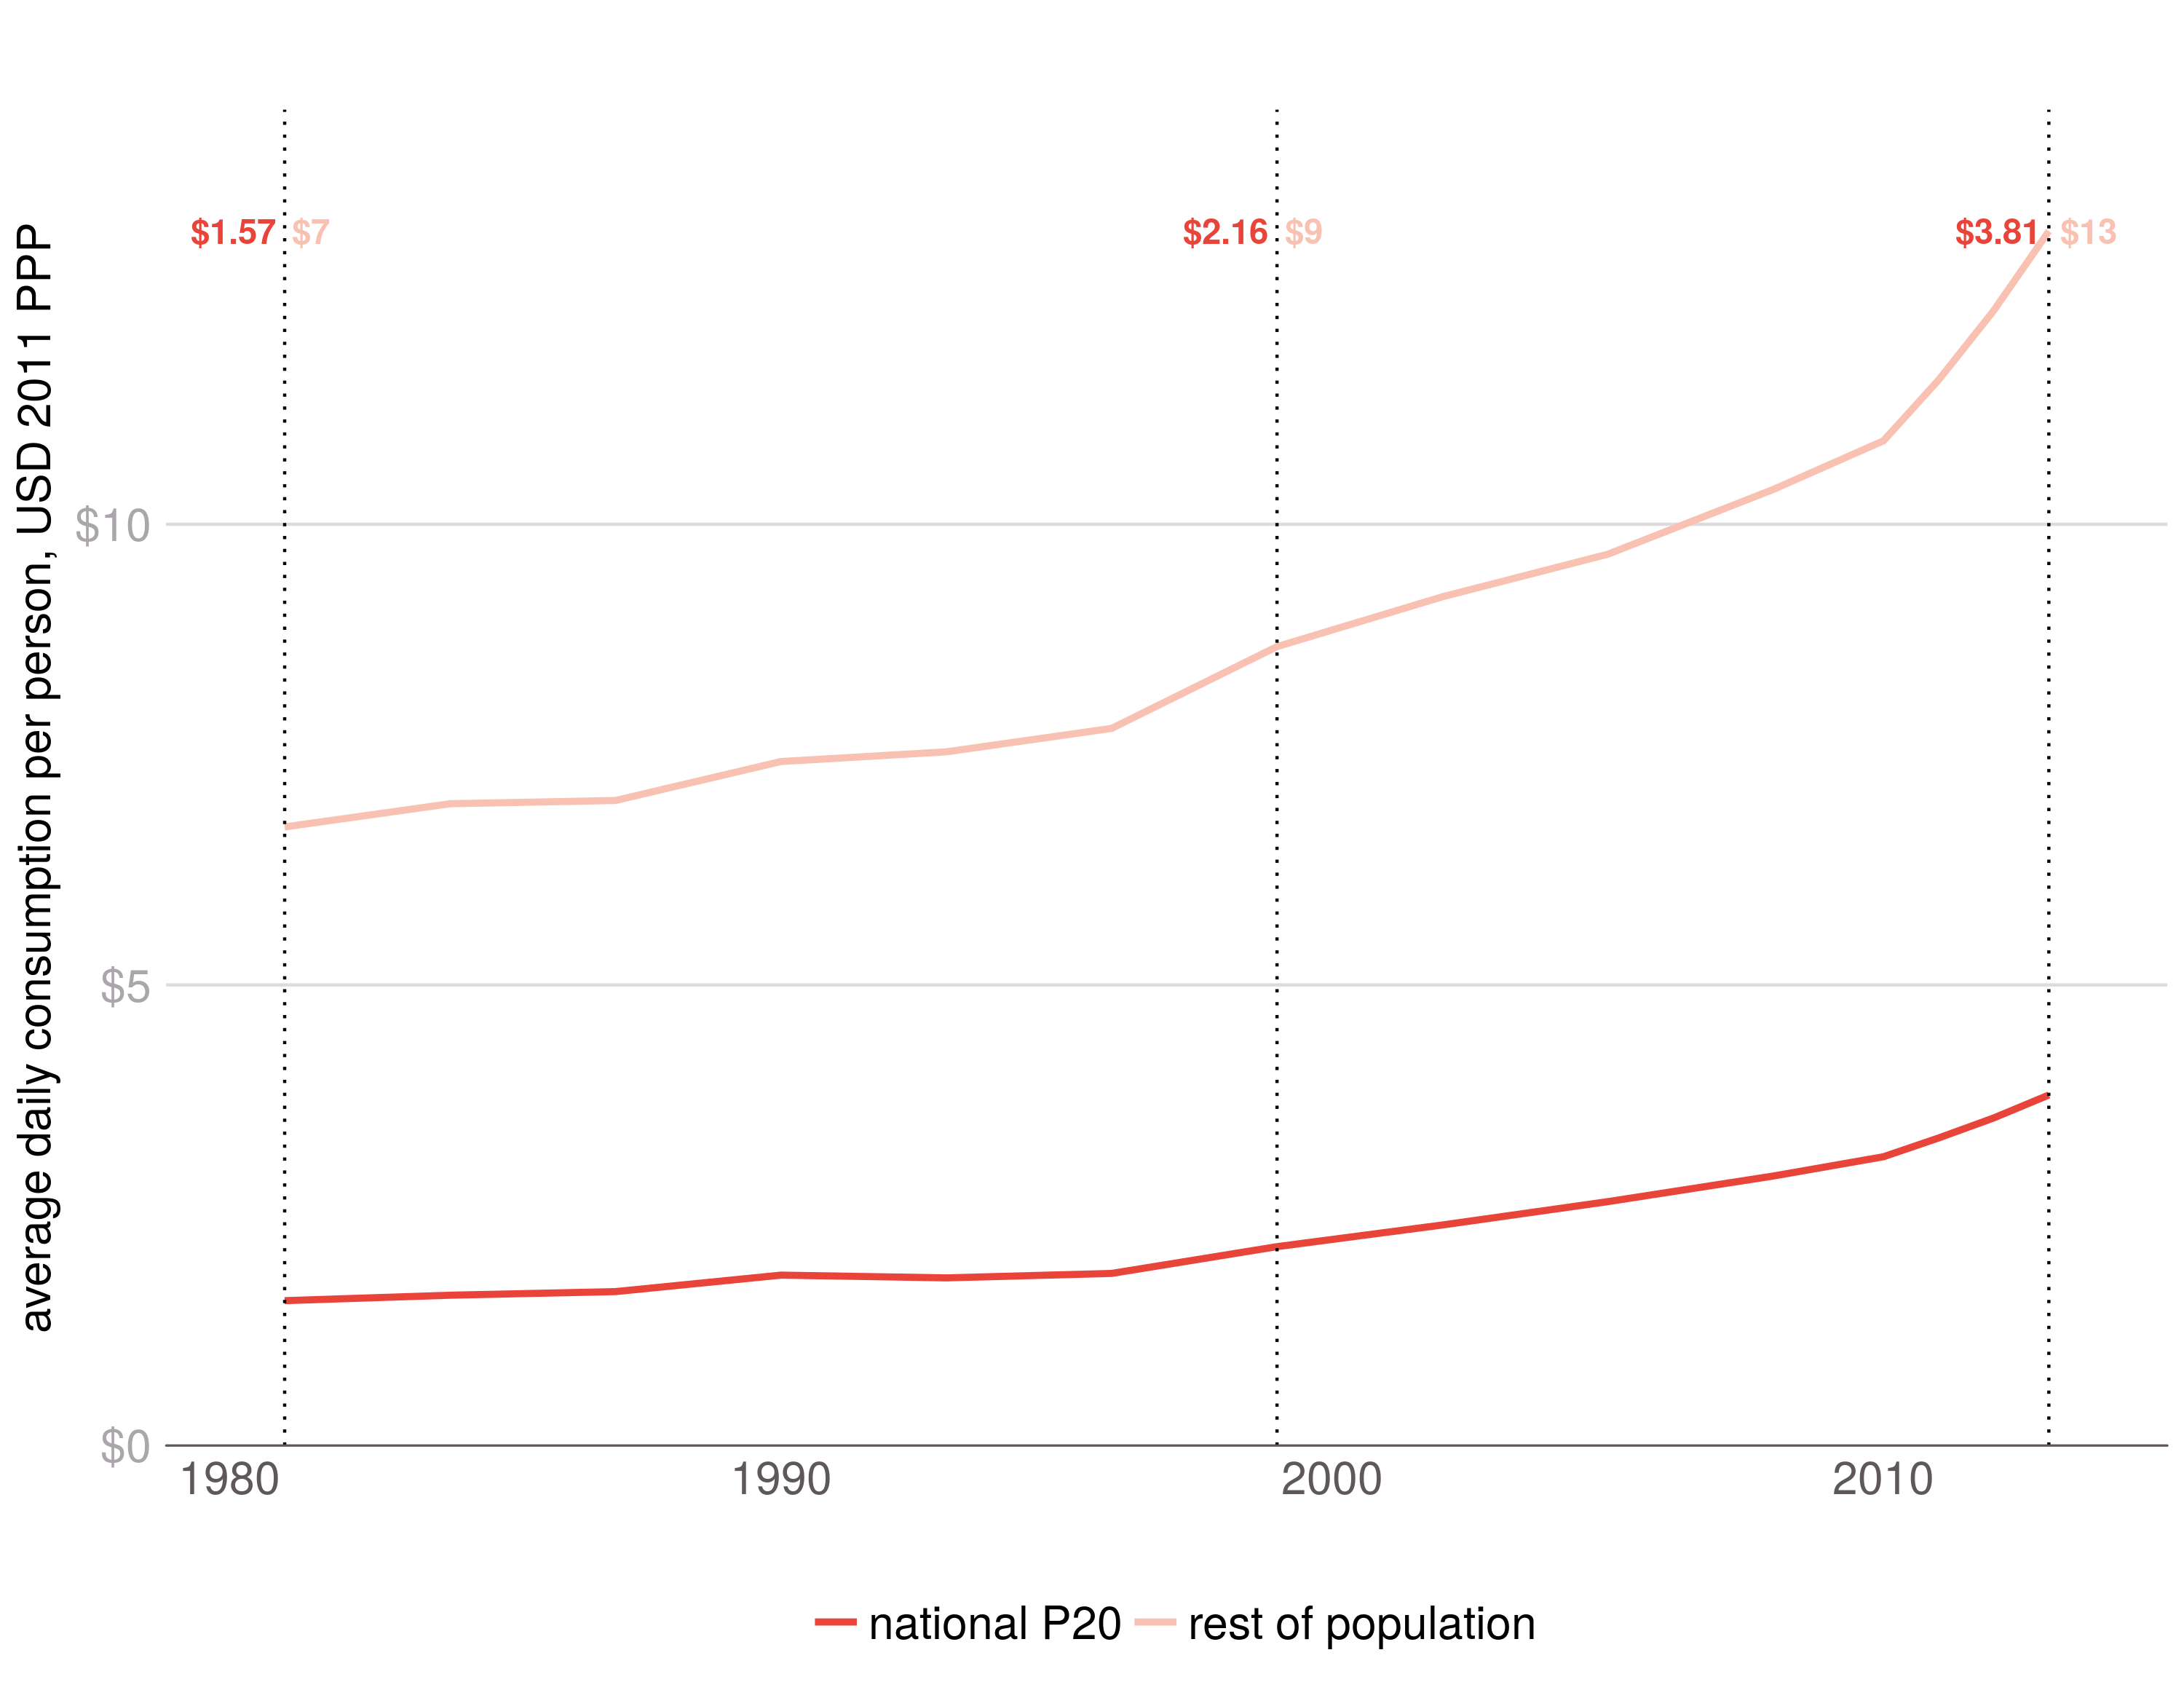 average daily consumption per person, USD 2011 PPP
$1.57 $7
$2.16 $9
$3.81 $13
$10
$5
$0
1980 1990 2000 2010
national P20 rest of population